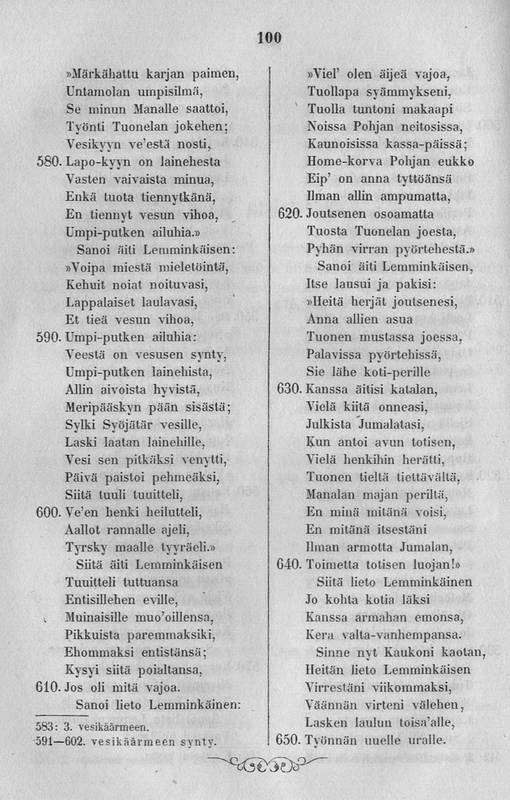 100
»Märkähattu karjan paimen,
Untamolan umpisilmä,
Se minun Manalle saattoi,
Työnti Tuonelan jokehen;
Vesikyyn ve'estä nosti,
580. Lapo-kyyn on lainehesta
Vasten vaivaista minua,
Enkä tuota tiennytkänä,
En tiennyt vesun vihoa,
Umpi-putken ailuhia.»
Sanoi äiti Lemminkäisen:
»Voipa miestä mieletöintä,
Kehuit noiat noituvasi,
Lappalaiset laulavasi,
Et tieä vesun vihoa,
590. Umpi-putken ailuhia:
Veestä on vesusen synty,
Umpi-putken lainehista,
Allin aivoista hyvistä,
Meripääskyn pään sisästä;
Sylki Syöjätär vesille,
Laski laatan lainehille,
Vesi sen pitkäksi venytti,
Päivä paistoi pehmeäksi,
Siitä tuuli tuuitteli,
600. Ve'en henki heilutteli,
Aallot rannalle ajeli,
Tyrsky maalle tyyräeli.»
Siitä äiti Lemminkäisen
Tuuitteli tuttuansa
Entisillehen eville,
Muinaisille muo'oillensa,
Pikkuista paremmaksiki,
Ehommaksi entistänsä;
Kysyi siitä poialtansa,
610. Jos oli mitä vajoa.
Sanoi lieto Lemminkäinen:
583: 3. vesikäärmeen.
591—602. vesikäärmeen synty.
»Viel' olen äijeä vajoa,
Tuollapa syämmykseni,
Tuolla tuntoni makaapi
Noissa Pohjan neitosissa,
Kaunoisissa kassa-päissä;
Home-korva Pohjan eukko
Eip' on anna tyttöänsä
Ilman allin ampumatta,
620. Joutsenen osoamatta
Tuosta Tuonelan joesta,
Pyhän virran pyörtehestä.»
Sanoi äiti Lemminkäisen,
Itse lausui ja pakisi:
»Heitä herjät joutsenesi,
Anna allien asua
Tuonen mustassa joessa,
Palavissa pyörtehissä,
Sie lähe koti-perille
630. Kanssa äitisi katalan,
Vielä kiitä onneasi,
Julkista Jumalatasi,
Kun antoi avun totisen,
Vielä henkihin herätti,
Tuonen tieltä tiettävältä,
Manalan majan periltä,
En minä mitänä voisi,
En mitänä itsestäni
Ilman armotta Jumalan,
640. Toimetta totisen luojan!»
Siitä lieto Lemminkäinen
Jo kohta kotia läksi
Kanssa armahan emonsa,
Kera valta-vanhempansa.
Sinne nyt Kaukoni kaotan,
Heitän lieto Lemminkäisen
Virrestäni viikommaksi,
Väännän virteni välehen,
Lasken laulun toisa'alle,
650. Työnnän uuelle uralle.